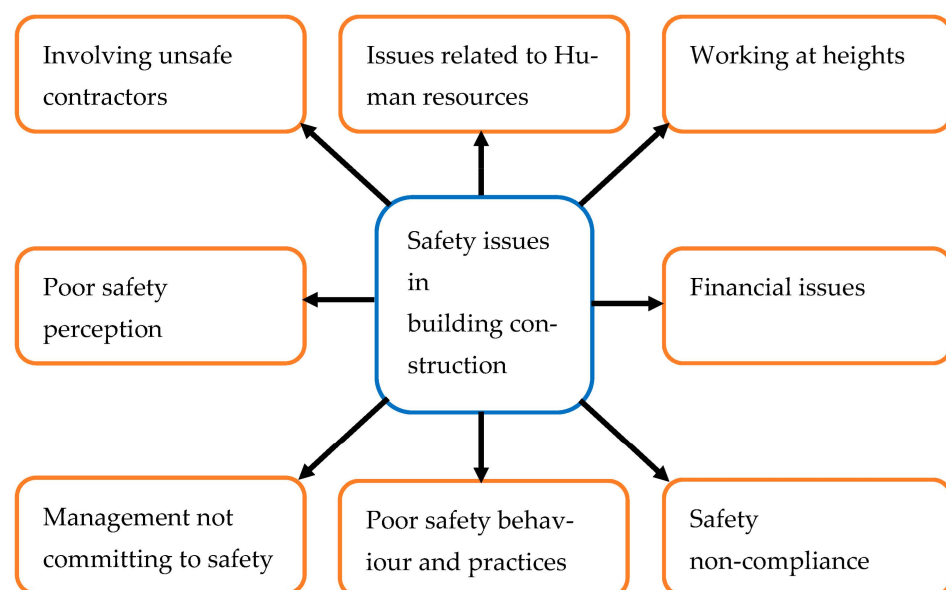 Involving unsafe
contractors
Issues related to Hu-
man resources
Working at heights
Safety issues
in
building con-
struction
Poor safety
perception
Financial issues
Management not
committing to safety
Poor safety behav-
iour and practices
Safety
non-compliance